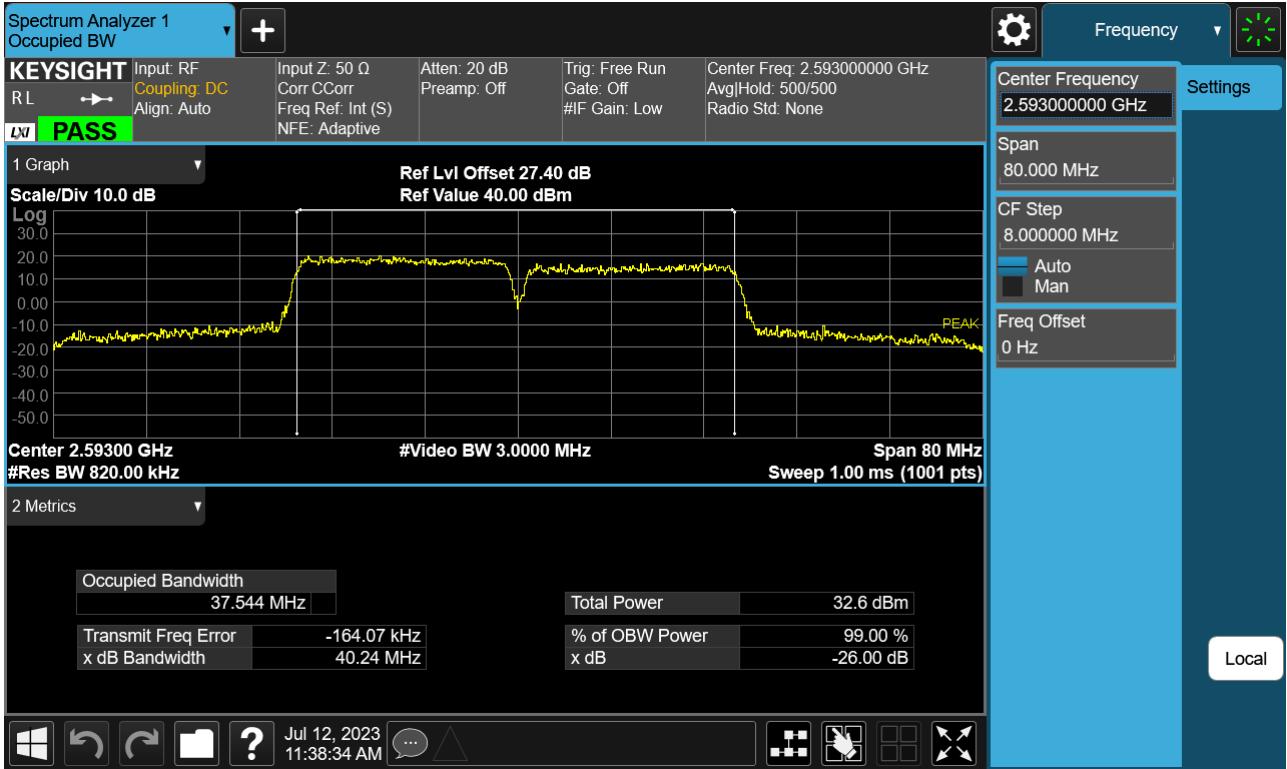 Spectrum Analyzer 1
Occupied BW
Frequency
KEYSIGHT
R L
LXI
PASS
Input: RF
Coupling: DC
Align: Auto
Input Z: 50 Ω
Corr CCorr
Freq Ref: Int (S)
NFE: Adaptive
Atten: 20 dB
Preamp: Off
Trig: Free Run
Gate: Off
#IF Gain: Low
Center Freq: 2.593000000 GHz
Avg|Hold: 500/500
Radio Std: None
Center Frequency
2.593000000 GHz
Settings
Span
80.000 MHz
CF Step
8.000000 MHz
Auto
Man
Freq Offset
0 Hz
Local
1 Graph
Scale/Div 10.0 dB
Ref Lvl Offset 27.40 dB
Ref Value 40.00 dBm
Log
30.0
20.0
10.0
0.00
-10.0
-20.0
-30.0
-40.0
-50.0
PEAK
Center 2.59300 GHz
#Video BW 3.0000 MHz
Span 80 MHz
#Res BW 820.00 kHz
Sweep 1.00 ms (1001 pts)
2 Metrics
Occupied Bandwidth
37.544 MHz
Transmit Freq Error -164.07 kHz
x dB Bandwidth 40.24 MHz
Total Power 32.6 dBm
% of OBW Power 99.00 %
x dB -26.00 dB
?
Jul 12, 2023
11:38:34 AM